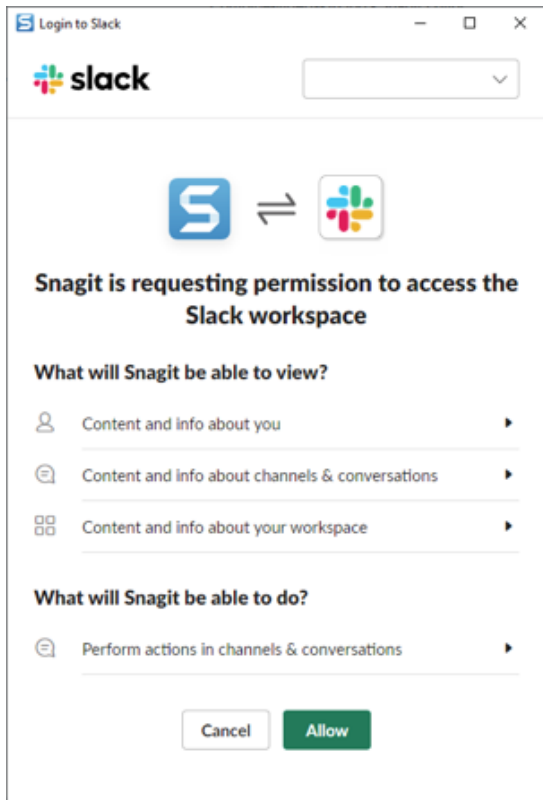 Login to Slack
slack
Snagit is requesting permission to access the
Slack workspace
What will Snagit be able to view?
Content and info about you
Content and info about channels & conversations
Content and info about your workspace
What will Snagit be able to do?
Perform actions in channels & conversations
Cancel
Allow